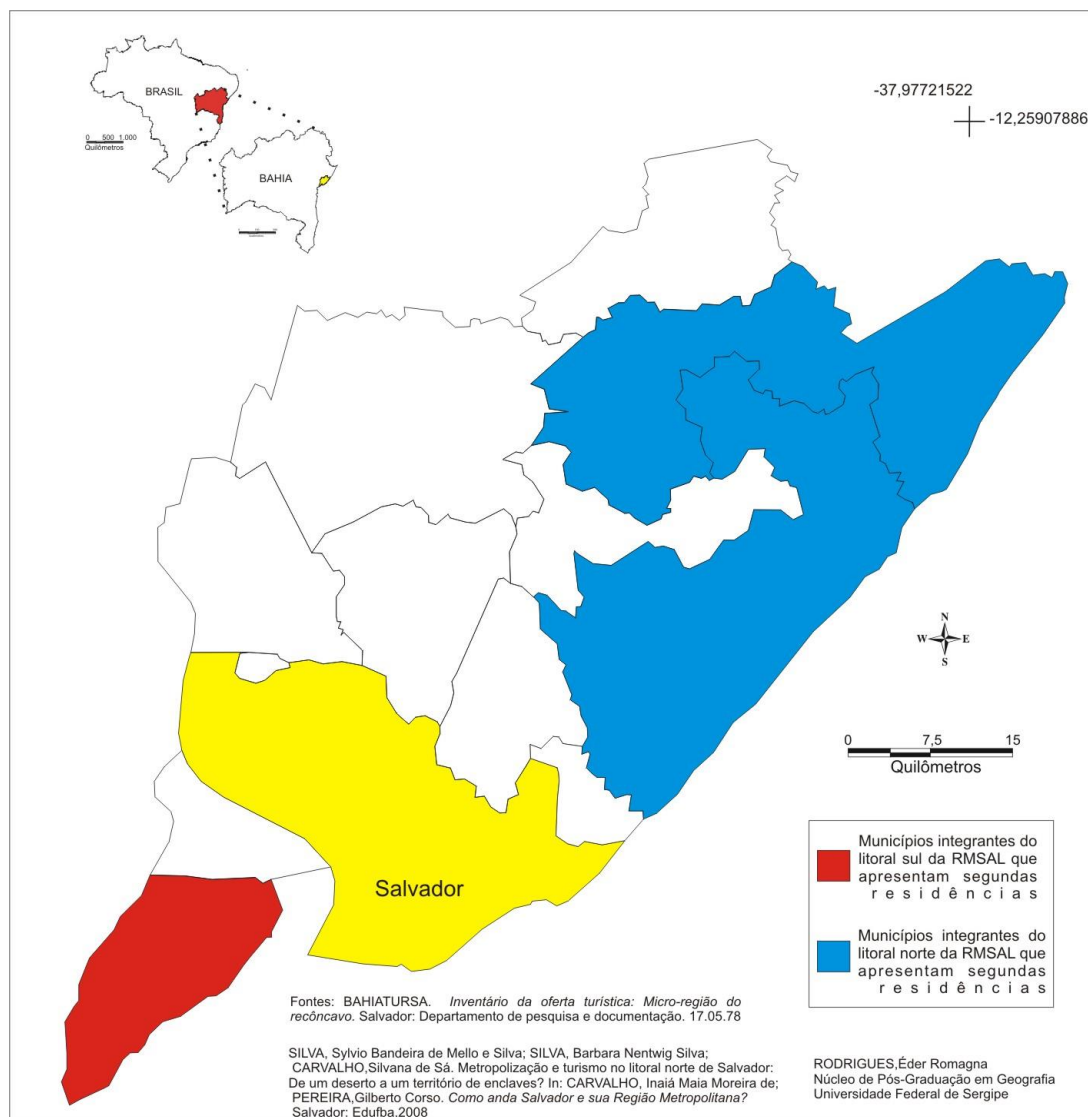 -37,97721522
-12,25907886
BRASIL
0 500 1.000
Quilômetros
BAHIA
N
W E
S
0 7,5 15
Quilômetros
Salvador
Municípios integrantes do
litoral sul da RMSAL que
apresentam segundas
residências
Municípios integrantes do
litoral norte da RMSAL que
apresentam segundas
residências
Fontes: BAHIATURSA. Inventário da oferta turística: Micro-região do
recôncavo. Salvador: Departamento de pesquisa e documentação. 17.05.78
SILVA, Sylvio Bandeira de Mello e Silva; SILVA, Barbara Nentwig Silva;
CARVALHO,Silvana de Sá. Metropolização e turismo no litoral norte de Salvador:
De um deserto a um território de enclaves? In: CARVALHO, Inaiá Maia Moreira de;
PEREIRA,Gilberto Corso. Como anda Salvador e sua Região Metropolitana?
Salvador: Edufba.2008
RODRIGUES,Éder Romagna
Núcleo de Pós-Graduação em Geografia
Universidade Federal de Sergipe